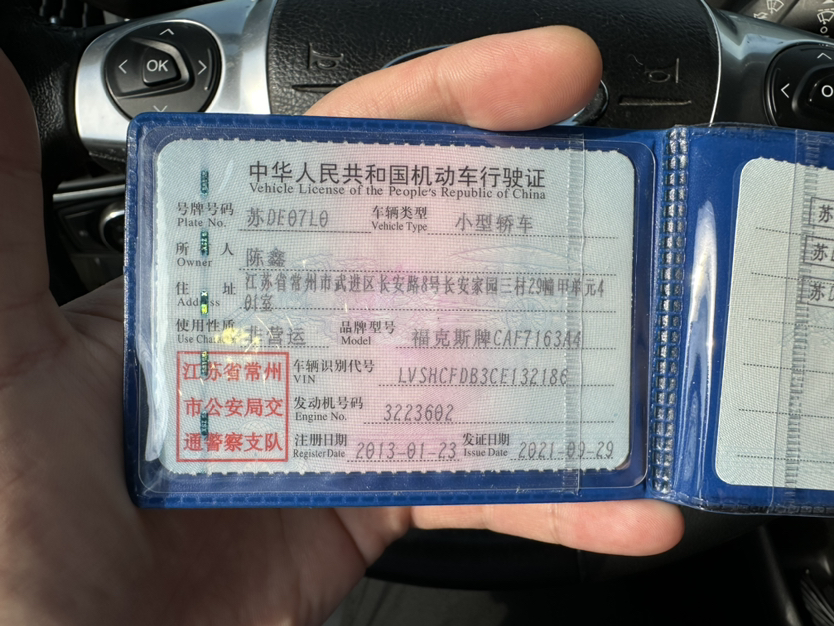 OK
中华人民共和国机动车行驶证
Vehicle License of the People's Republic of China
号牌号码 苏DE07L0 车辆类型 小型轿车
Plate No. Vehicle Type
所有人 陈鑫
Owner
住址 江苏省常州市武进区长安路8号长安家园三村29幢甲单元4
Address 01室
使用性质 非营运 品牌型号 福克斯牌CAF7163A4
Use Cha Model
江苏省常州 车辆识别代号 LVSHCFDB3CE132186
VIN
市公安局交 发动机号码 3223602
Engine No.
通警察支队 注册日期 2013-01-23 发证日期 2021-09-29
Register Date Issue Date
苏
苏
苏